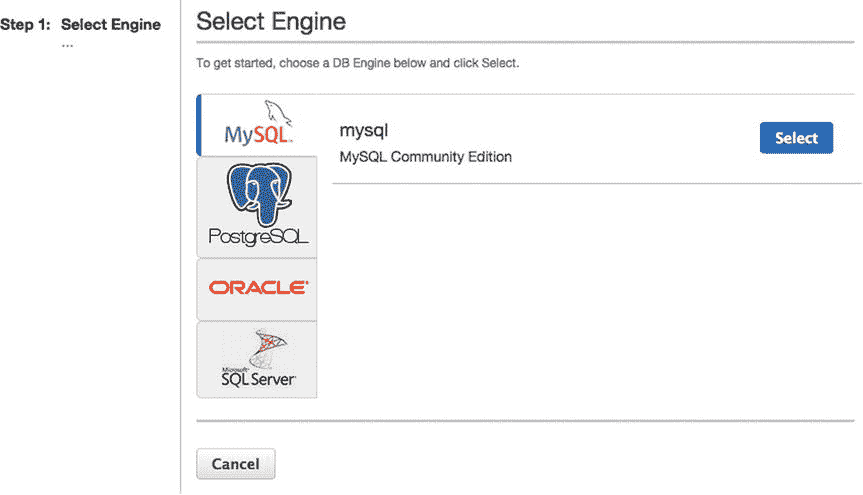 Step 1: Select Engine
...
Select Engine
To get started, choose a DB Engine below and click Select.
MySQL™
mysql
MySQL Community Edition
Select
PostgreSQL
ORACLE®
Microsoft®
SQL Server®
Cancel